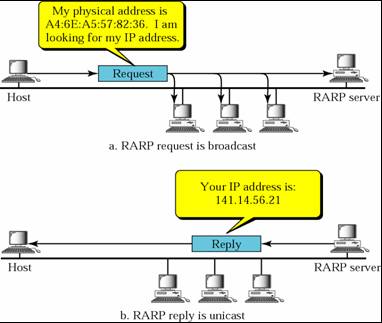 My physical address is
A4:6E:A5:57:82:36. I am
looking for my IP address.
Request
Host
RARP server
a. RARP request is broadcast
Your IP address is:
141.14.56.21
Reply
Host
RARP server
b. RARP reply is unicast